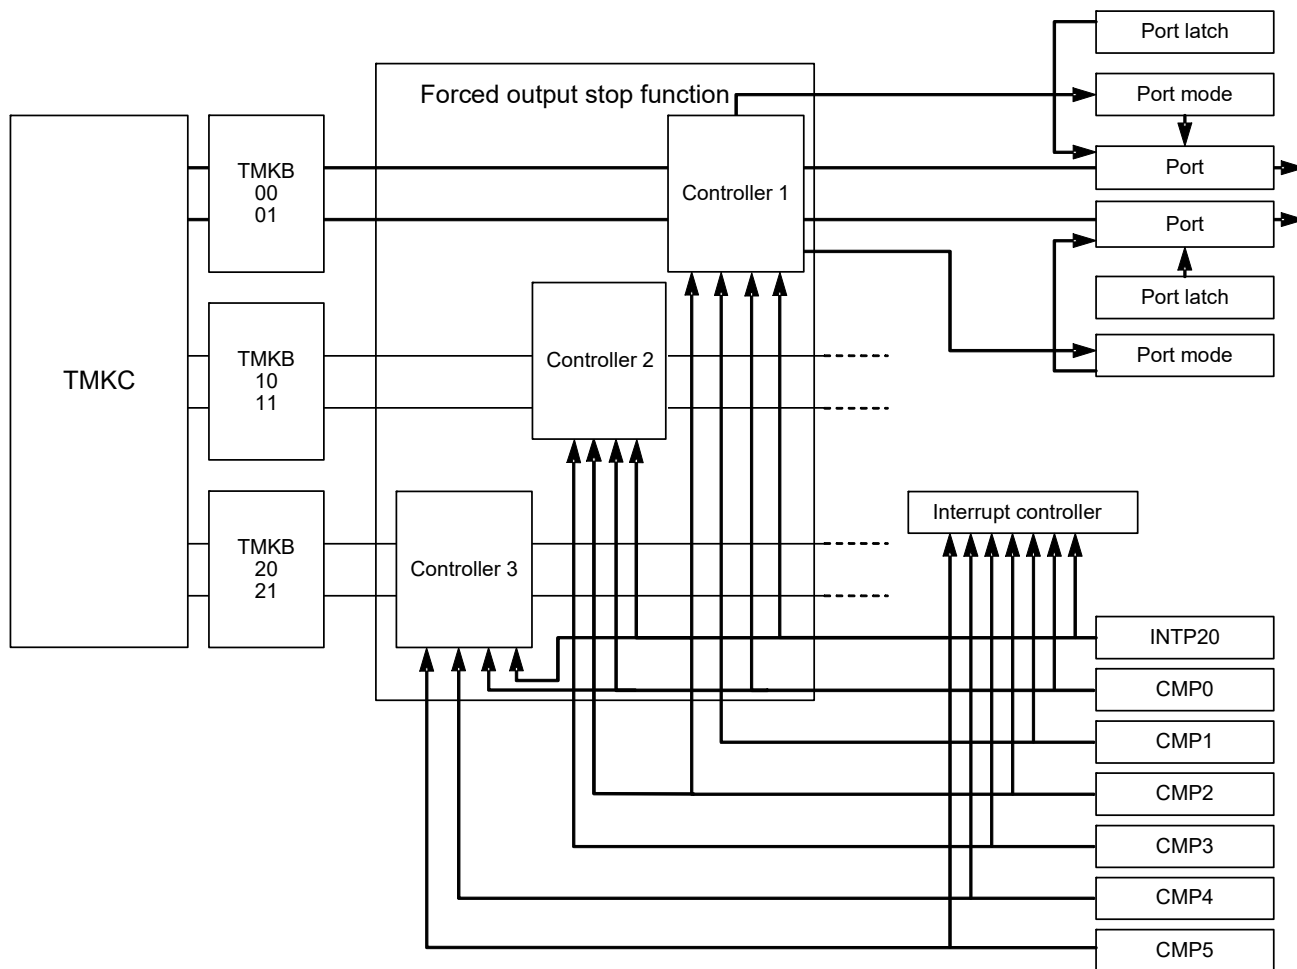 Port latch
Forced output stop function
Port mode
TMKB
00
01
Controller 1
Port
Port
Port latch
TMKC
TMKB
10
11
Controller 2
Port mode
TMKB
20
21
Controller 3
Interrupt controller
INTP20
CMP0
CMP1
CMP2
CMP3
CMP4
CMP5